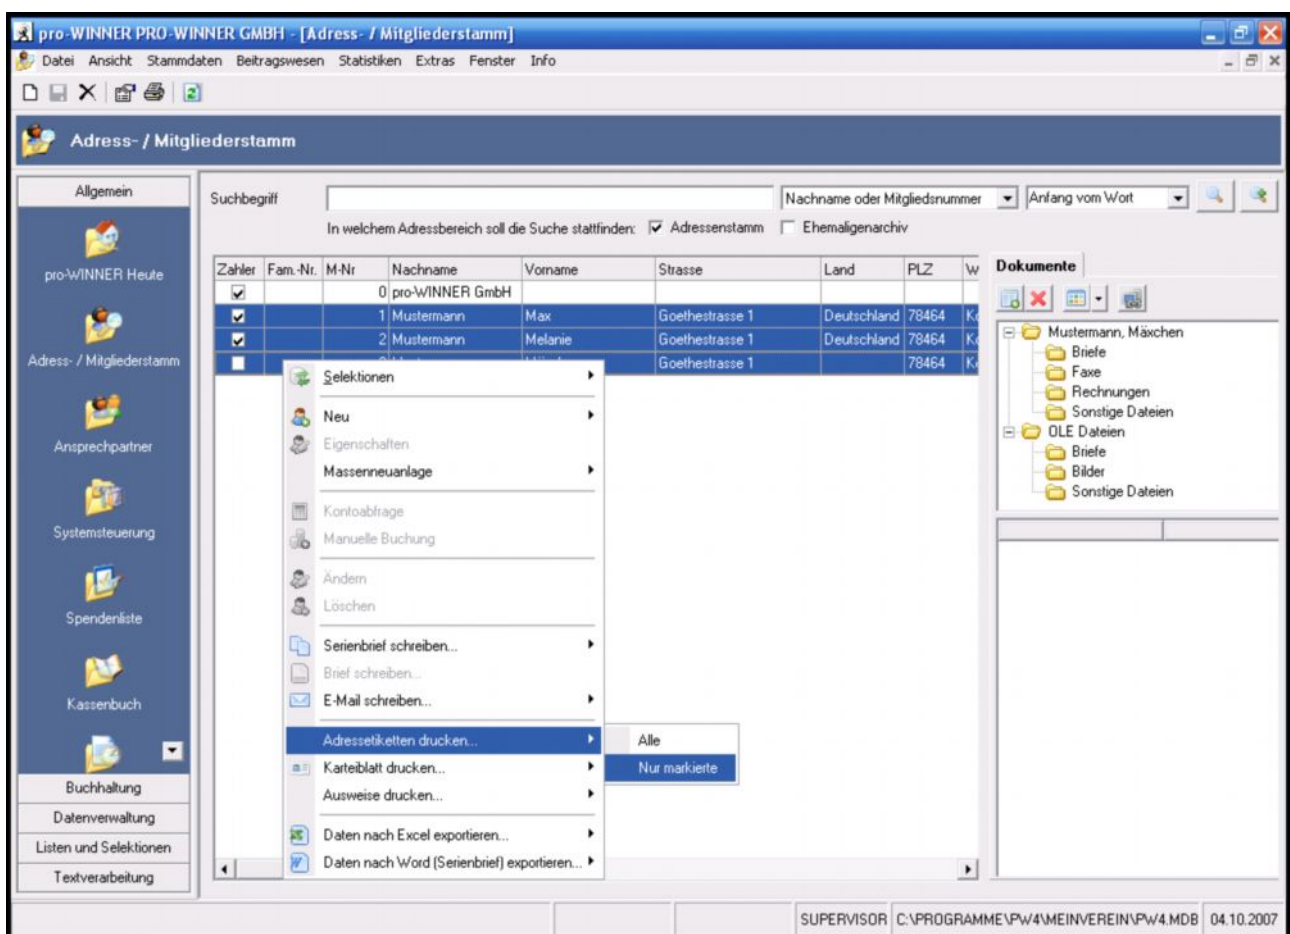 pro-WINNER PRO-WINNER GMBH - [Adress- / Mitgliederstamm]
Datei Ansicht Stammdaten Beitragswesen Statistiken Extras Fenster Info
Adress- / Mitgliederstamm
Allgemein
pro-WINNER Heute
Adress- / Mitgliederstamm
Ansprechpartner
Systemsteuerung
Spendenliste
Kassenbuch
Buchhaltung
Datenverwaltung
Listen und Selektionen
Textverarbeitung
Suchbegriff
Nachname oder Mitgliedsnummer
Anfang vom Wort
In welchem Adressbereich soll die Suche stattfinden: Adressenstamm Ehemaligenarchiv
Zahler Fam.-Nr. M-Nr Nachname Vorname Strasse Land PLZ W
0 pro-WINNER GmbH
1 Mustermann Max Goethestrasse 1 Deutschland 78464 Ko
2 Mustermann Melanie Goethestrasse 1 Deutschland 78464 Ko
Goethestrasse 1 78464 Ko
Selektionen
Neu
Eigenschaften
Massenneuanlage
Kontoabfrage
Manuelle Buchung
Ändern
Löschen
Serienbrief schreiben...
Brief schreiben...
E-Mail schreiben...
Adressetiketten drucken...
Karteiblatt drucken...
Ausweise drucken...
Daten nach Excel exportieren...
Daten nach Word (Serienbrief) exportieren...
Alle
Nur markierte
Dokumente
Mustermann, Mäxchen
Briefe
Faxe
Rechnungen
Sonstige Dateien
OLE Dateien
Briefe
Bilder
Sonstige Dateien
SUPERVISOR C:\PROGRAMME\PW4\MEINVEREIN\PW4.MDB 04.10.2007